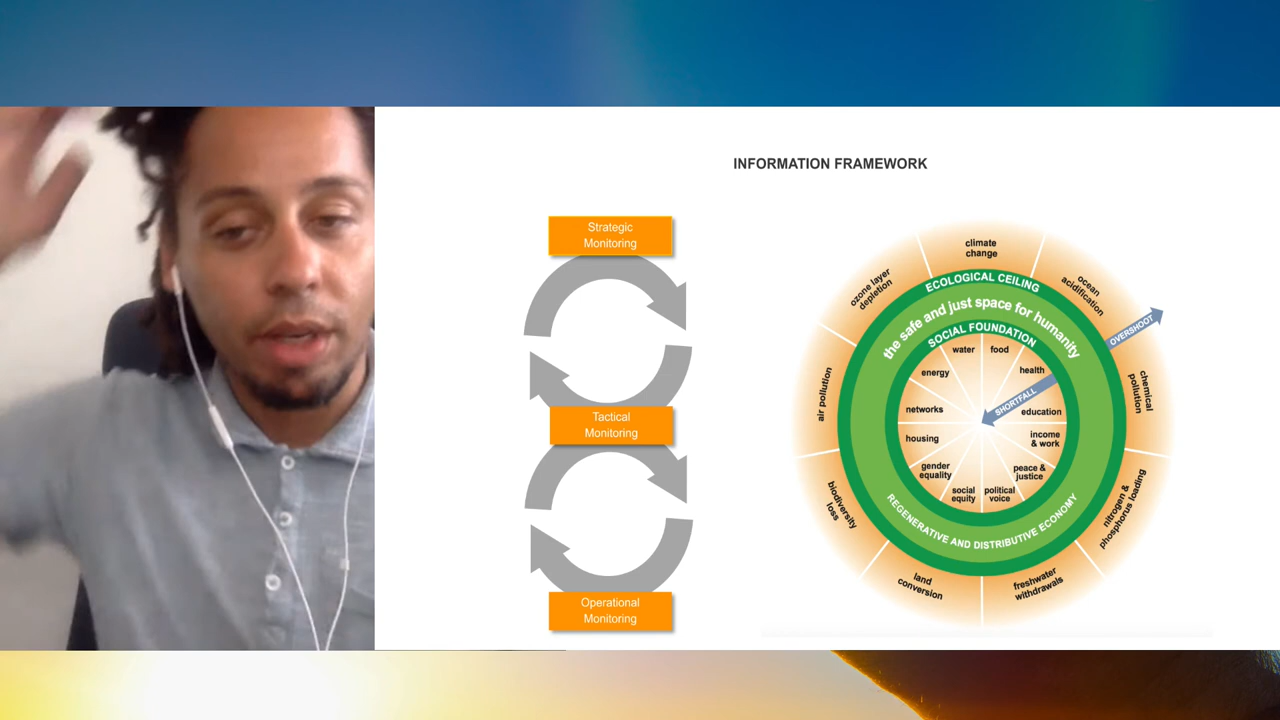 INFORMATION FRAMEWORK
Strategic
Monitoring
Tactical
Monitoring
Operational
Monitoring
climate
change
ocean
acidification
chemical
pollution
nitrogen &
phosphorus loading
freshwater
withdrawals
land
conversion
biodiversity
loss
air pollution
ozone layer
depletion
ECOLOGICAL CEILING
the safe and just space for humanity
SOCIAL FOUNDATION
OVERSHOOT
SHORTFALL
water
food
health
education
income
& work
peace &
justice
political
voice
social
equity
gender
equality
housing
networks
energy
REGENERATIVE AND DISTRIBUTIVE ECONOMY